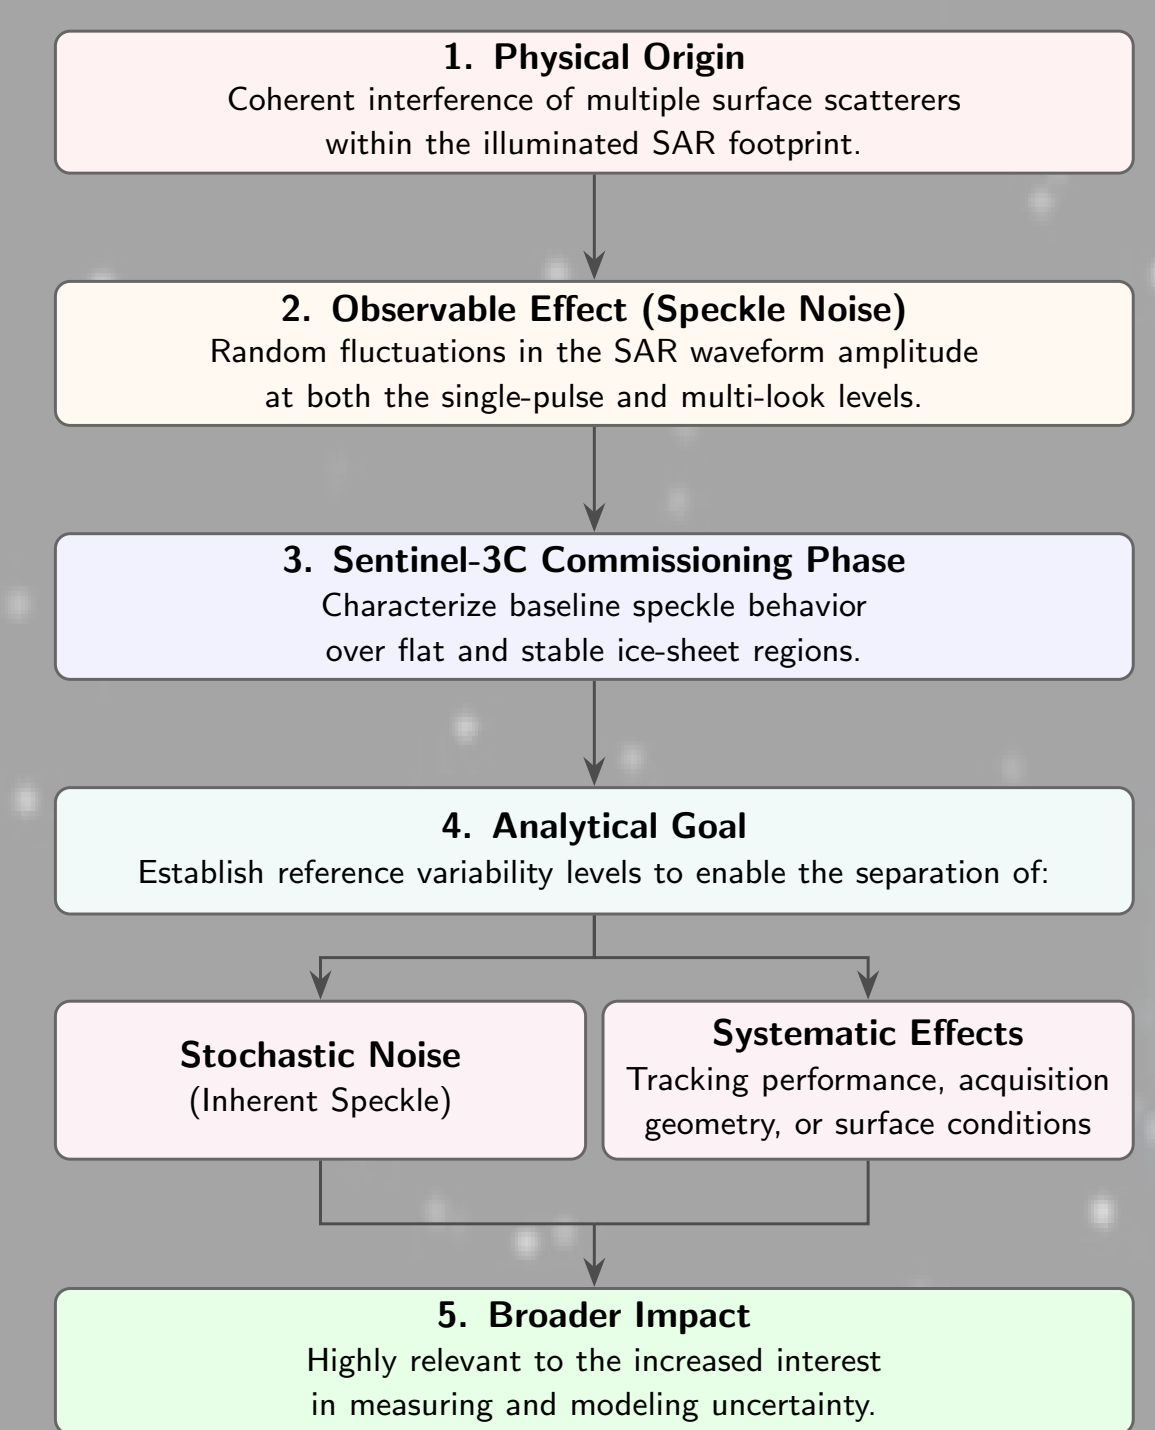 1. Physical Origin
Coherent interference of multiple surface scatterers
within the illuminated SAR footprint.
2. Observable Effect (Speckle Noise)
Random fluctuations in the SAR waveform amplitude
at both the single-pulse and multi-look levels.
3. Sentinel-3C Commissioning Phase
Characterize baseline speckle behavior
over flat and stable ice-sheet regions.
4. Analytical Goal
Establish reference variability levels to enable the separation of:
Stochastic Noise
(Inherent Speckle)
Systematic Effects
Tracking performance, acquisition
geometry, or surface conditions
5. Broader Impact
Highly relevant to the increased interest
in measuring and modeling uncertainty.